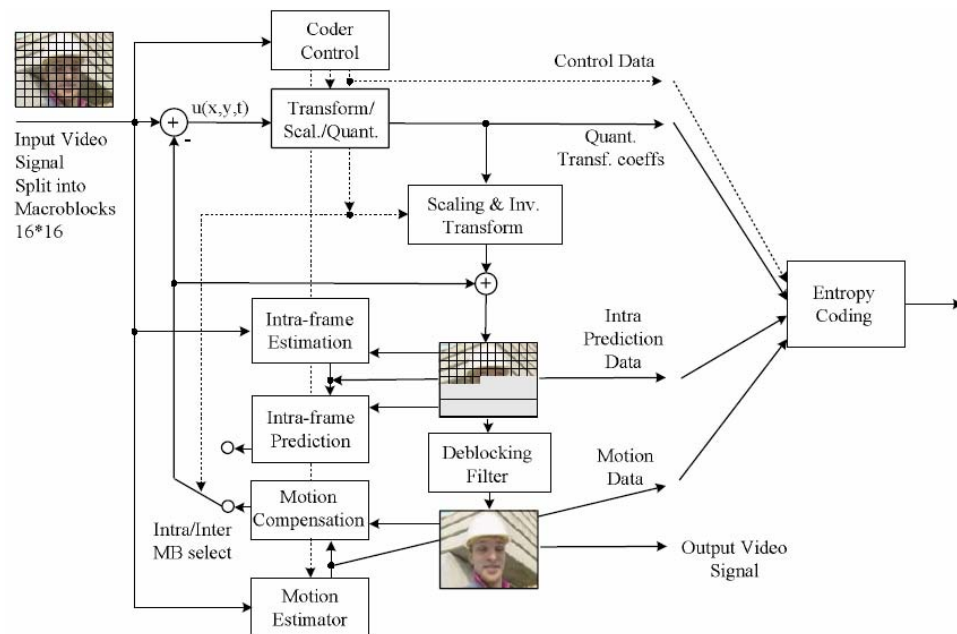 Coder
Control
Control Data
u(x,y,t)
Transform/
Scal./Quant.
+
-
Input Video
Signal
Split into
Macroblocks
16*16
Quant.
Transf. coeffs
Scaling & Inv.
Transform
+
Entropy
Coding
Intra-frame
Estimation
Intra
Prediction
Data
Intra-frame
Prediction
Deblocking
Filter
Motion
Data
Motion
Compensation
Intra/Inter
MB select
Output Video
Signal
Motion
Estimator